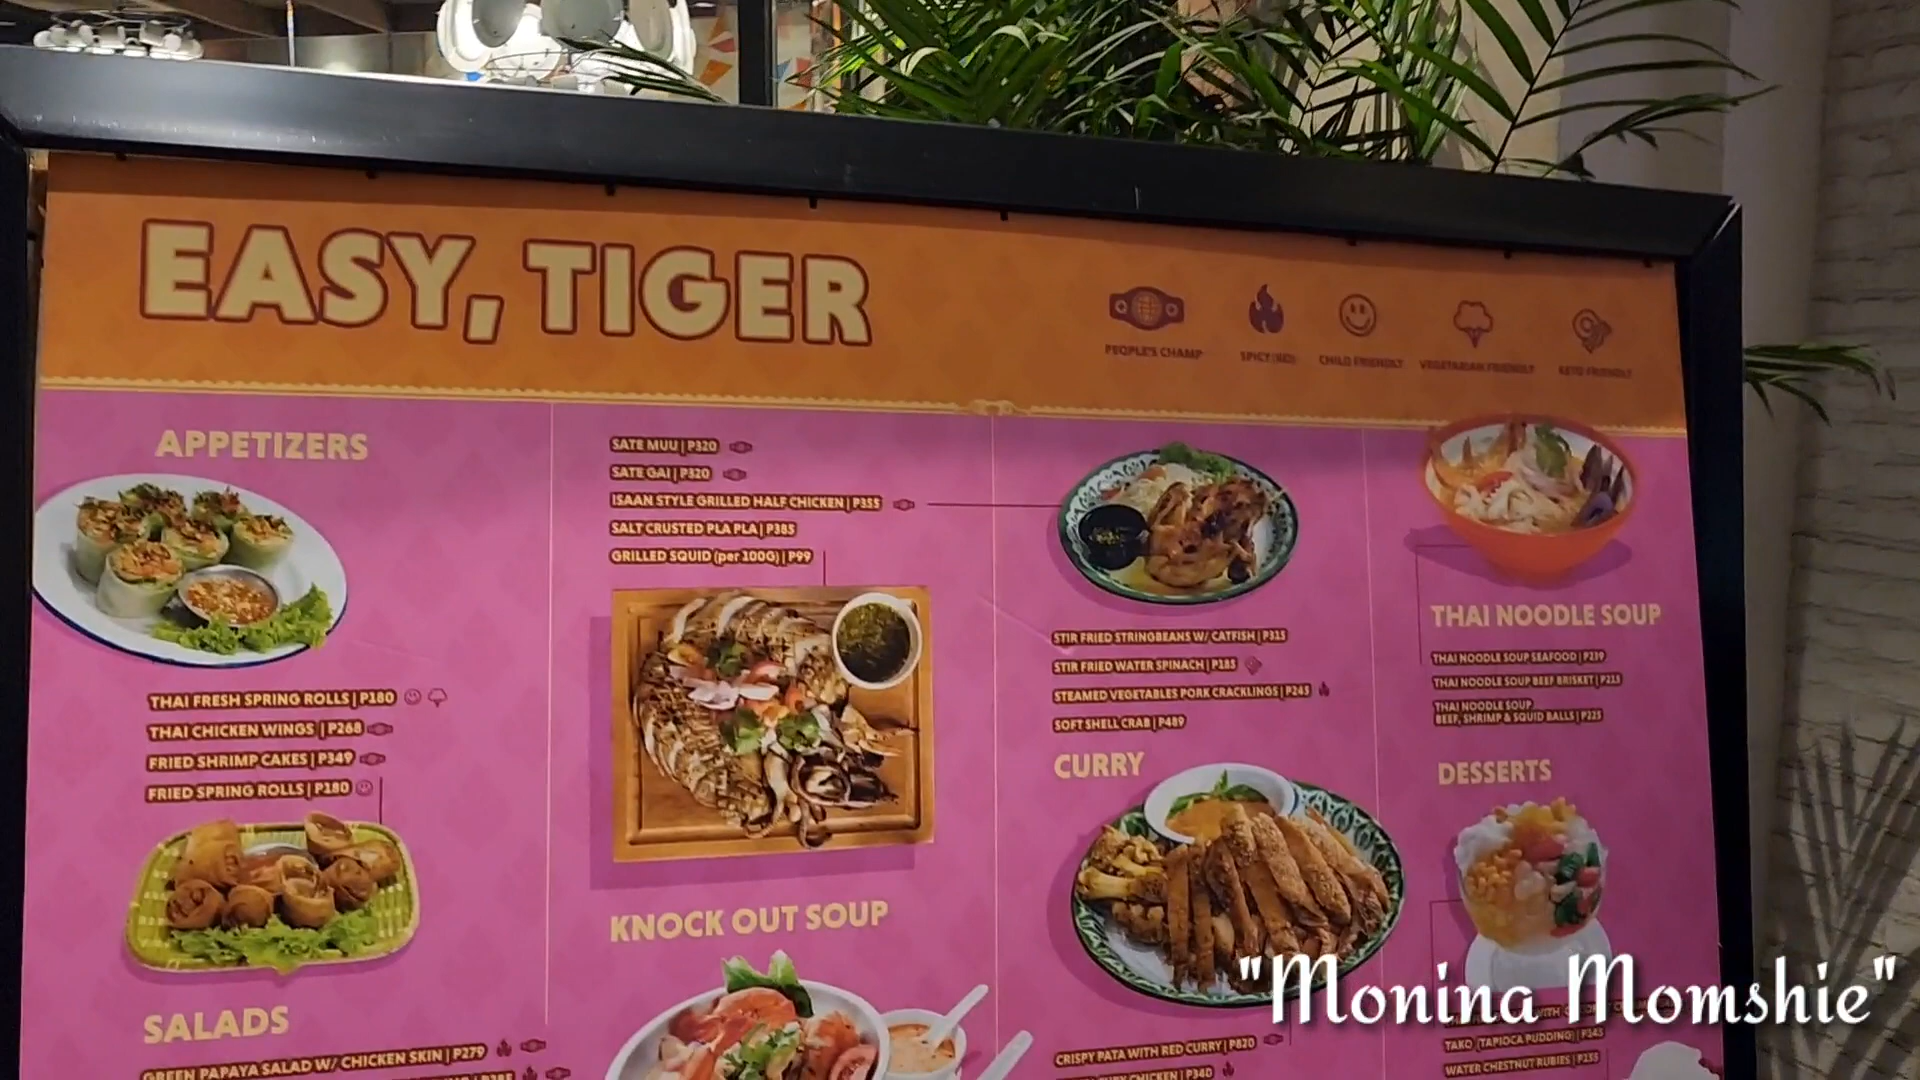 EASY, TIGER
PEOPLE'S CHAMP
SPICY (RED)
CHILD FRIENDLY
VEGETARIAN FRIENDLY
KETO FRIENDLY
APPETIZERS
THAI FRESH SPRING ROLLS | P180
THAI CHICKEN WINGS | P268
FRIED SHRIMP CAKES | P349
FRIED SPRING ROLLS | P180
SALADS
GREEN PAPAYA SALAD W/ CHICKEN SKIN | P279
SATE MUU | P320
SATE GAI | P320
ISAAN STYLE GRILLED HALF CHICKEN | P355
SALT CRUSTED PLA PLA | P385
GRILLED SQUID (per 100G) | P99
KNOCK OUT SOUP
STIR FRIED STRINGBEANS W/ CATFISH | P315
STIR FRIED WATER SPINACH | P185
STEAMED VEGETABLES PORK CRACKLINGS | P245
SOFT SHELL CRAB | P489
CURRY
CRISPY PATA WITH RED CURRY | P820
CHICKEN | P340
THAI NOODLE SOUP
THAI NOODLE SOUP SEAFOOD | P219
THAI NOODLE SOUP BEEF BRISKET | P215
THAI NOODLE SOUP
BEEF, SHRIMP & SQUID BALLS | P225
DESSERTS
WITH
TAKO (TAPIOCA PUDDING) | P145
WATER CHESTNUT RUBIES | P155
"Monina Momshie"